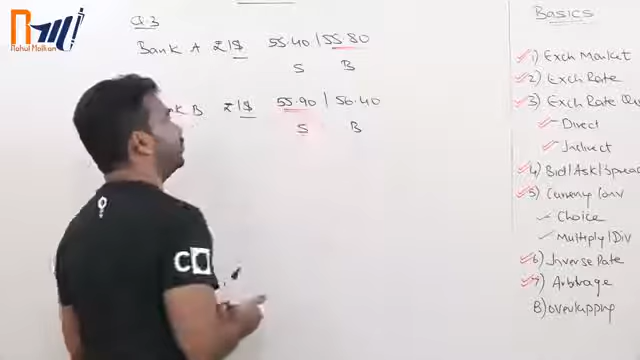 Rahul Malkan
Q.3
Bank A ₹/$ 55.40 / 55.80
S B
B ₹/$ 55.90 / 56.40
S B
Basics
1) Exch Market
2) Exch Rate
3) Exch Rate
Direct
Indirect
4) Bid/Ask/Spread
5) Currency Conv
Choice
Multiply/Div
6) Inverse Rate
7) Arbitrage
8) Overlapping